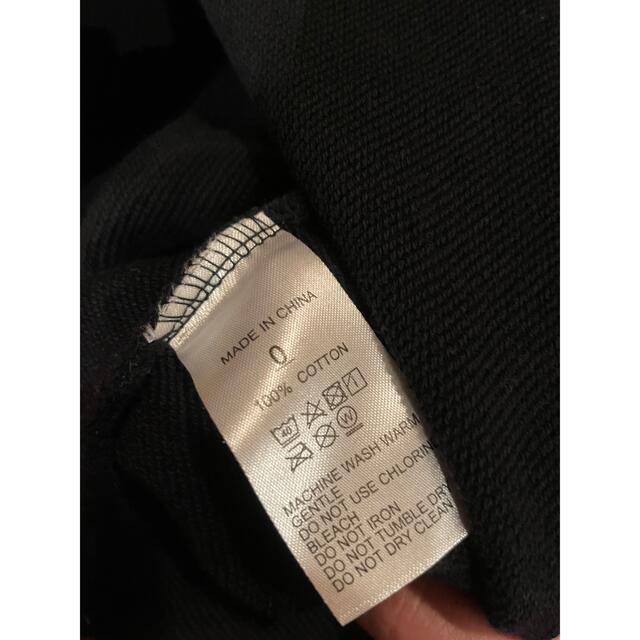 MADE IN CHINA
0
100% COTTON
40
W
MACHINE WASH WARM
GENTLE
DO NOT USE CHLORINE
BLEACH
DO NOT IRON
DO NOT TUMBLE DRY
DO NOT DRY CLEAN